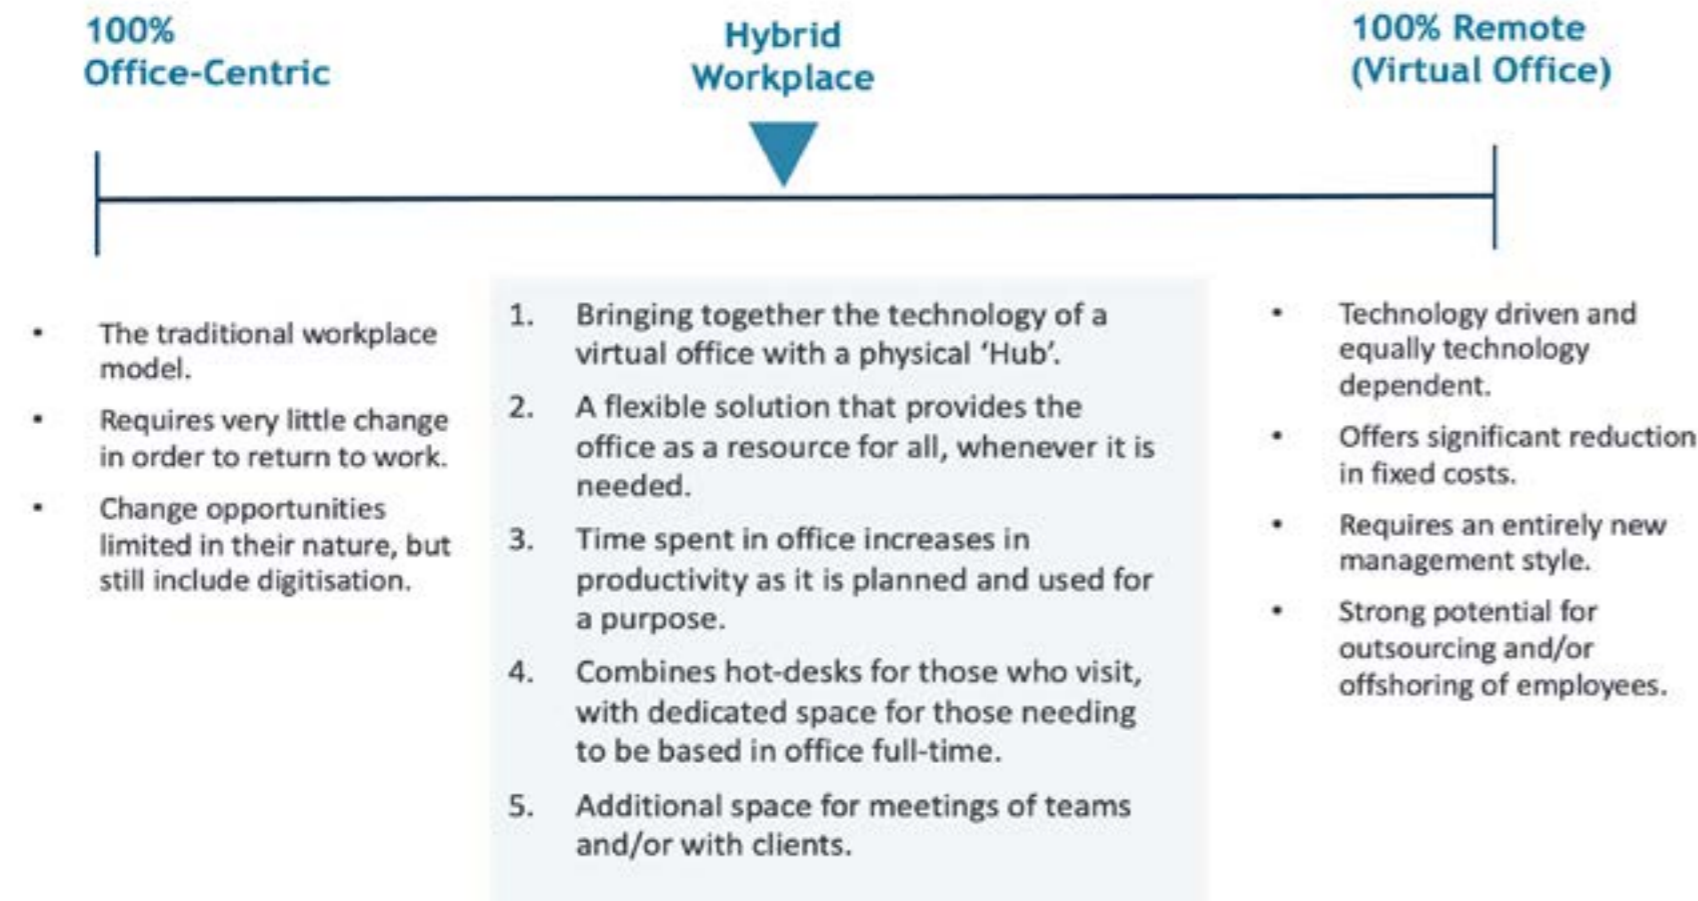 100%
Office-Centric
Hybrid
Workplace
100% Remote
(Virtual Office)
• The traditional workplace
model.
• Requires very little change
in order to return to work.
• Change opportunities
limited in their nature, but
still include digitisation.
1. Bringing together the technology of a
virtual office with a physical ‘Hub’.
2. A flexible solution that provides the
office as a resource for all, whenever it is
needed.
3. Time spent in office increases in
productivity as it is planned and used for
a purpose.
4. Combines hot-desks for those who visit,
with dedicated space for those needing
to be based in office full-time.
5. Additional space for meetings of teams
and/or with clients.
• Technology driven and
equally technology
dependent.
• Offers significant reduction
in fixed costs.
• Requires an entirely new
management style.
• Strong potential for
outsourcing and/or
offshoring of employees.